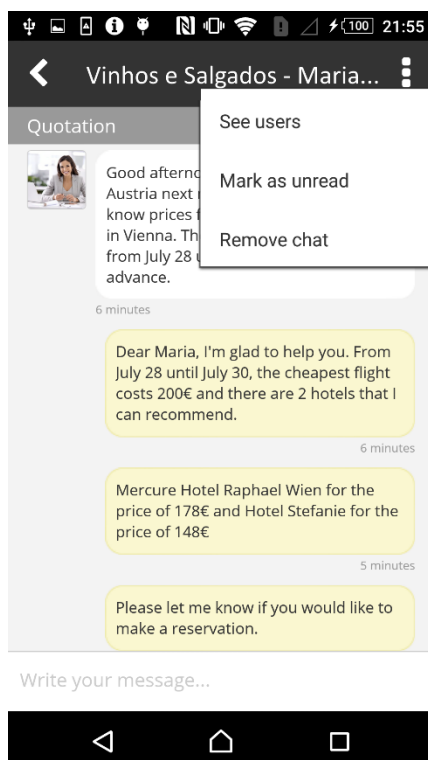 100 21:55
Vinhos e Salgados - Maria...
Quotation
See users
Mark as unread
Remove chat
Good afterno
Austria next
know prices
in Vienna. Th
from July 28
advance.
6 minutes
Dear Maria, I'm glad to help you. From
July 28 until July 30, the cheapest flight
costs 200€ and there are 2 hotels that I
can recommend.
6 minutes
Mercure Hotel Raphael Wien for the
price of 178€ and Hotel Stefanie for the
price of 148€
5 minutes
Please let me know if you would like to
make a reservation.
Write your message...